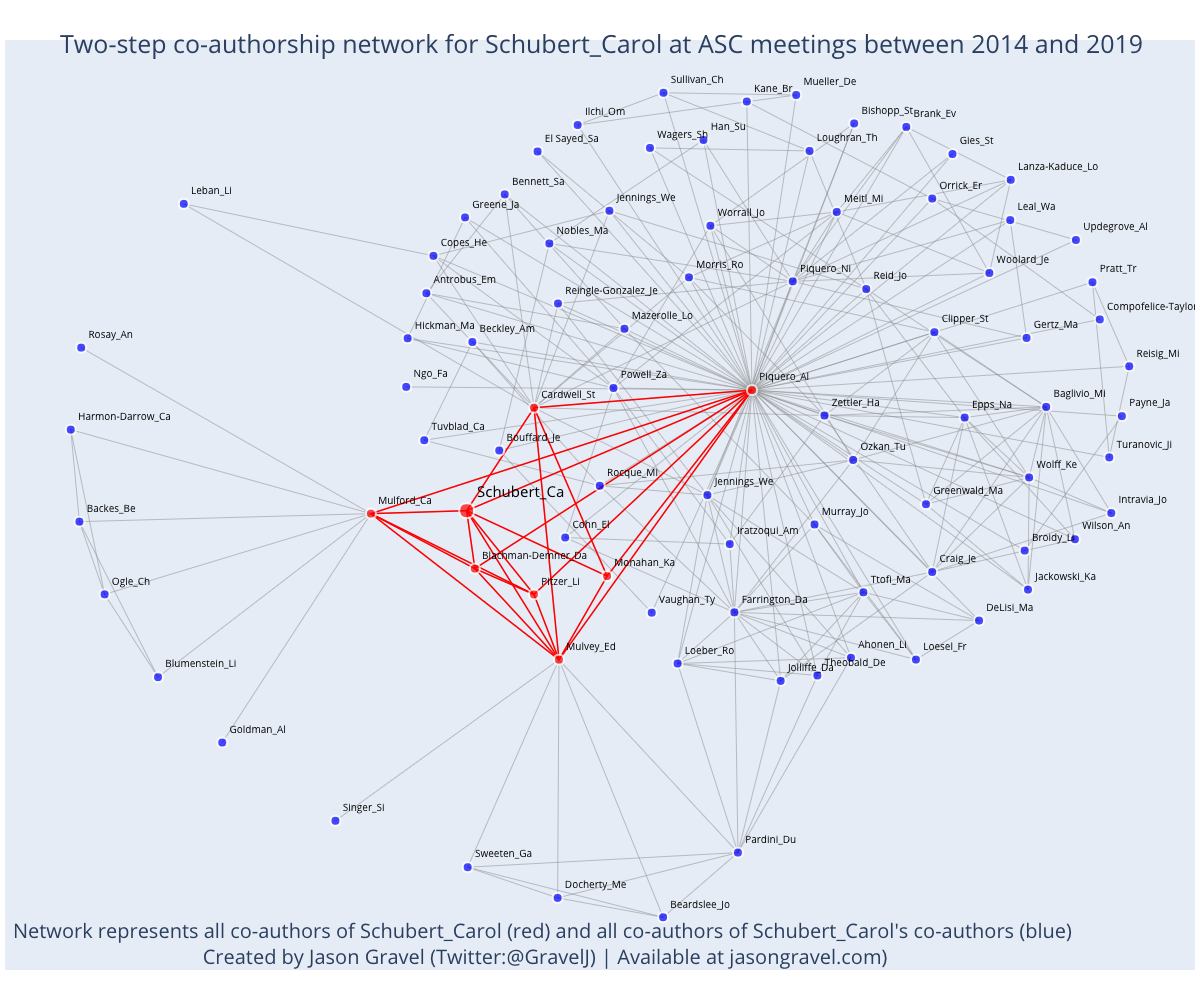 Two-step co-authorship network for Schubert_Carol at ASC meetings between 2014 and 2019
Sullivan_Ch
Kane_Br
Mueller_De
Ilchi_Om
Bishopp_St
Brank_Ev
El Sayed_Sa
Wagers_Sh
Han_Su
Loughran_Th
Gies_St
Lanza-Kaduce_Lo
Leban_Li
Bennett_Sa
Greene_Ja
Jennings_We
Worrall_Jo
Meitl_Mi
Orrick_Er
Leal_Wa
Updegrove_Al
Copes_He
Nobles_Ma
Morris_Ro
Piquero_Ni
Reid_Jo
Woolard_Je
Pratt_Tr
Antrobus_Em
Reingle-Gonzalez_Je
Compofelice-Taylor
Rosay_An
Hickman_Ma
Beckley_Am
Mazerolle_Lo
Clipper_St
Gertz_Ma
Reisig_Mi
Ngo_Fa
Cardwell_St
Powell_Za
Piquero_Al
Harmon-Darrow_Ca
Tuvblad_Ca
Bouffard_Je
Zettler_Ha
Epps_Na
Baglivio_Mi
Payne_Ja
Rocque_Mi
Ozkan_Tu
Wolff_Ke
Turanovic_Ji
Mulford_Ca
Schubert_Ca
Jennings_We
Greenwald_Ma
Intravia_Jo
Backes_Be
Cohn_El
Iratzoqui_Am
Murray_Jo
Wilson_An
Broidy_Li
Blachman-Demner_Da
Monahan_Ka
Craig_Je
Ogle_Ch
Pitzer_Li
Ttofi_Ma
Jackowski_Ka
Vaughan_Ty
Farrington_Da
DeLisi_Ma
Blumenstein_Li
Mulvey_Ed
Loeber_Ro
Jolliffe_Da
Theobald_De
Ahonen_Li
Loesel_Fr
Goldman_Al
Singer_Si
Sweeten_Ga
Pardini_Du
Docherty_Me
Beardslee_Jo
Network represents all co-authors of Schubert_Carol (red) and all co-authors of Schubert_Carol's co-authors (blue)
Created by Jason Gravel (Twitter:@GravelJ) | Available at jasongravel.com)